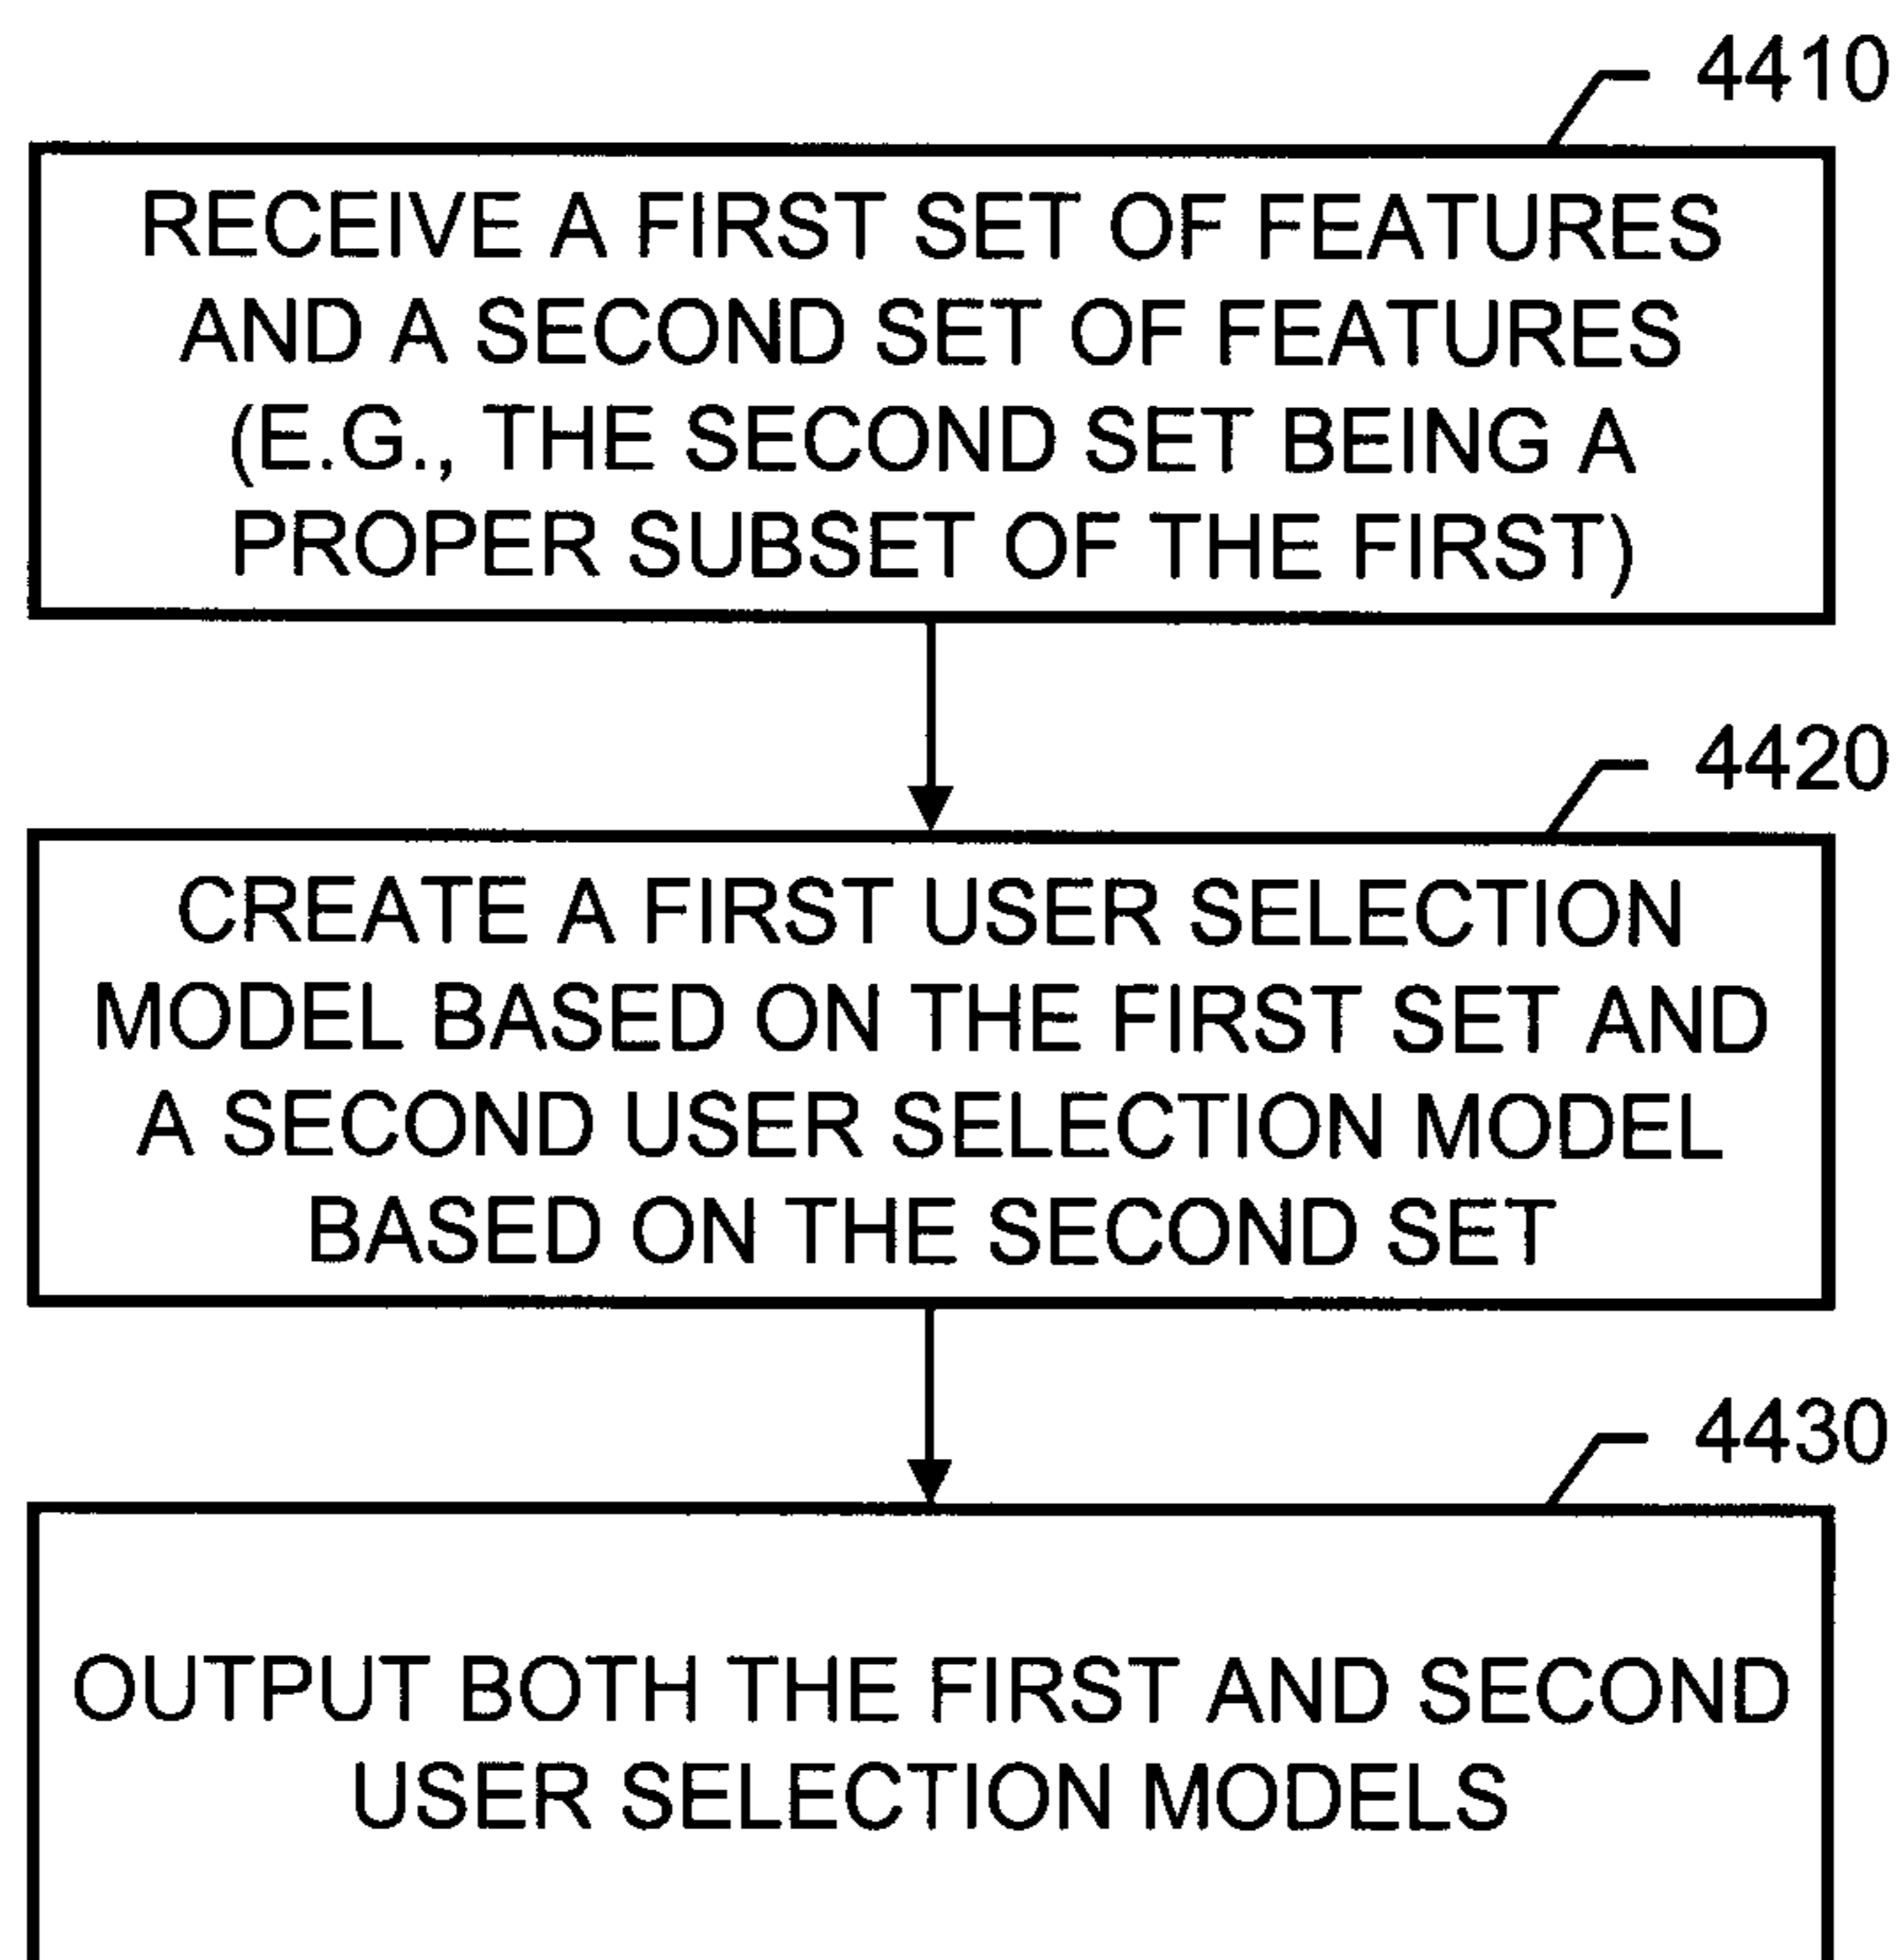 4410
RECEIVE A FIRST SET OF FEATURES
AND A SECOND SET OF FEATURES
(E.G., THE SECOND SET BEING A
PROPER SUBSET OF THE FIRST)
4420
CREATE A FIRST USER SELECTION
MODEL BASED ON THE FIRST SET AND
A SECOND USER SELECTION MODEL
BASED ON THE SECOND SET
4430
OUTPUT BOTH THE FIRST AND SECOND
USER SELECTION MODELS